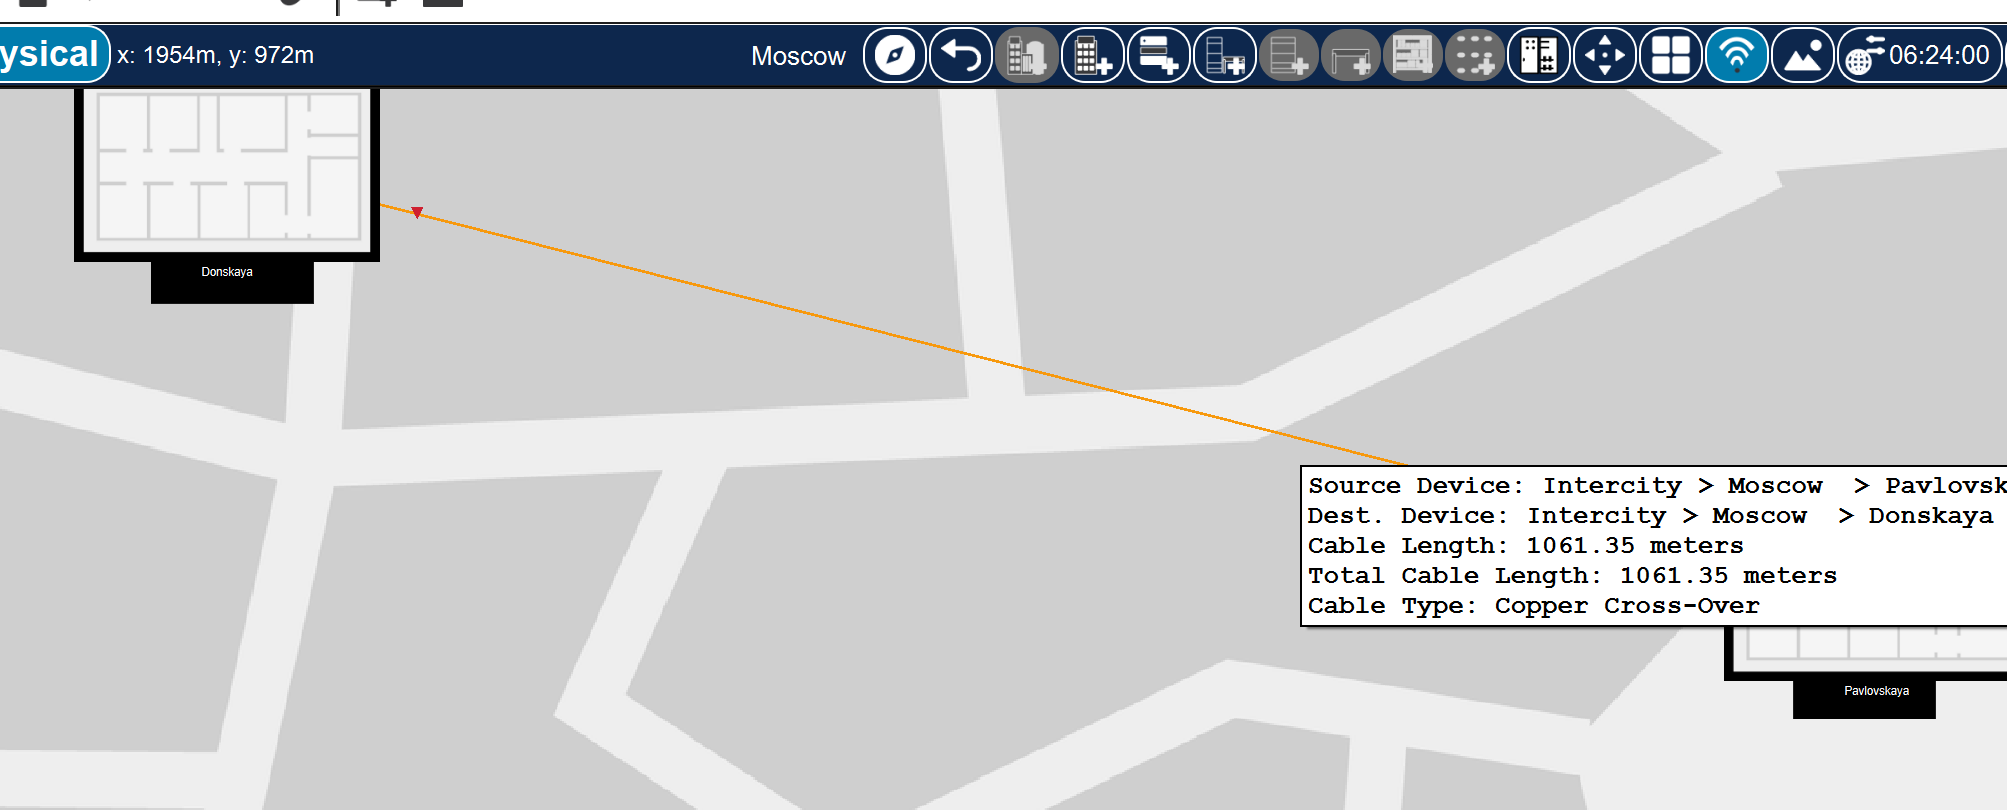 ysical x: 1954m, y: 972m Moscow 06:24:00
Donskaya
Source Device: Intercity > Moscow > Pavlovsk
Dest. Device: Intercity > Moscow > Donskaya
Cable Length: 1061.35 meters
Total Cable Length: 1061.35 meters
Cable Type: Copper Cross-Over
Pavlovskaya